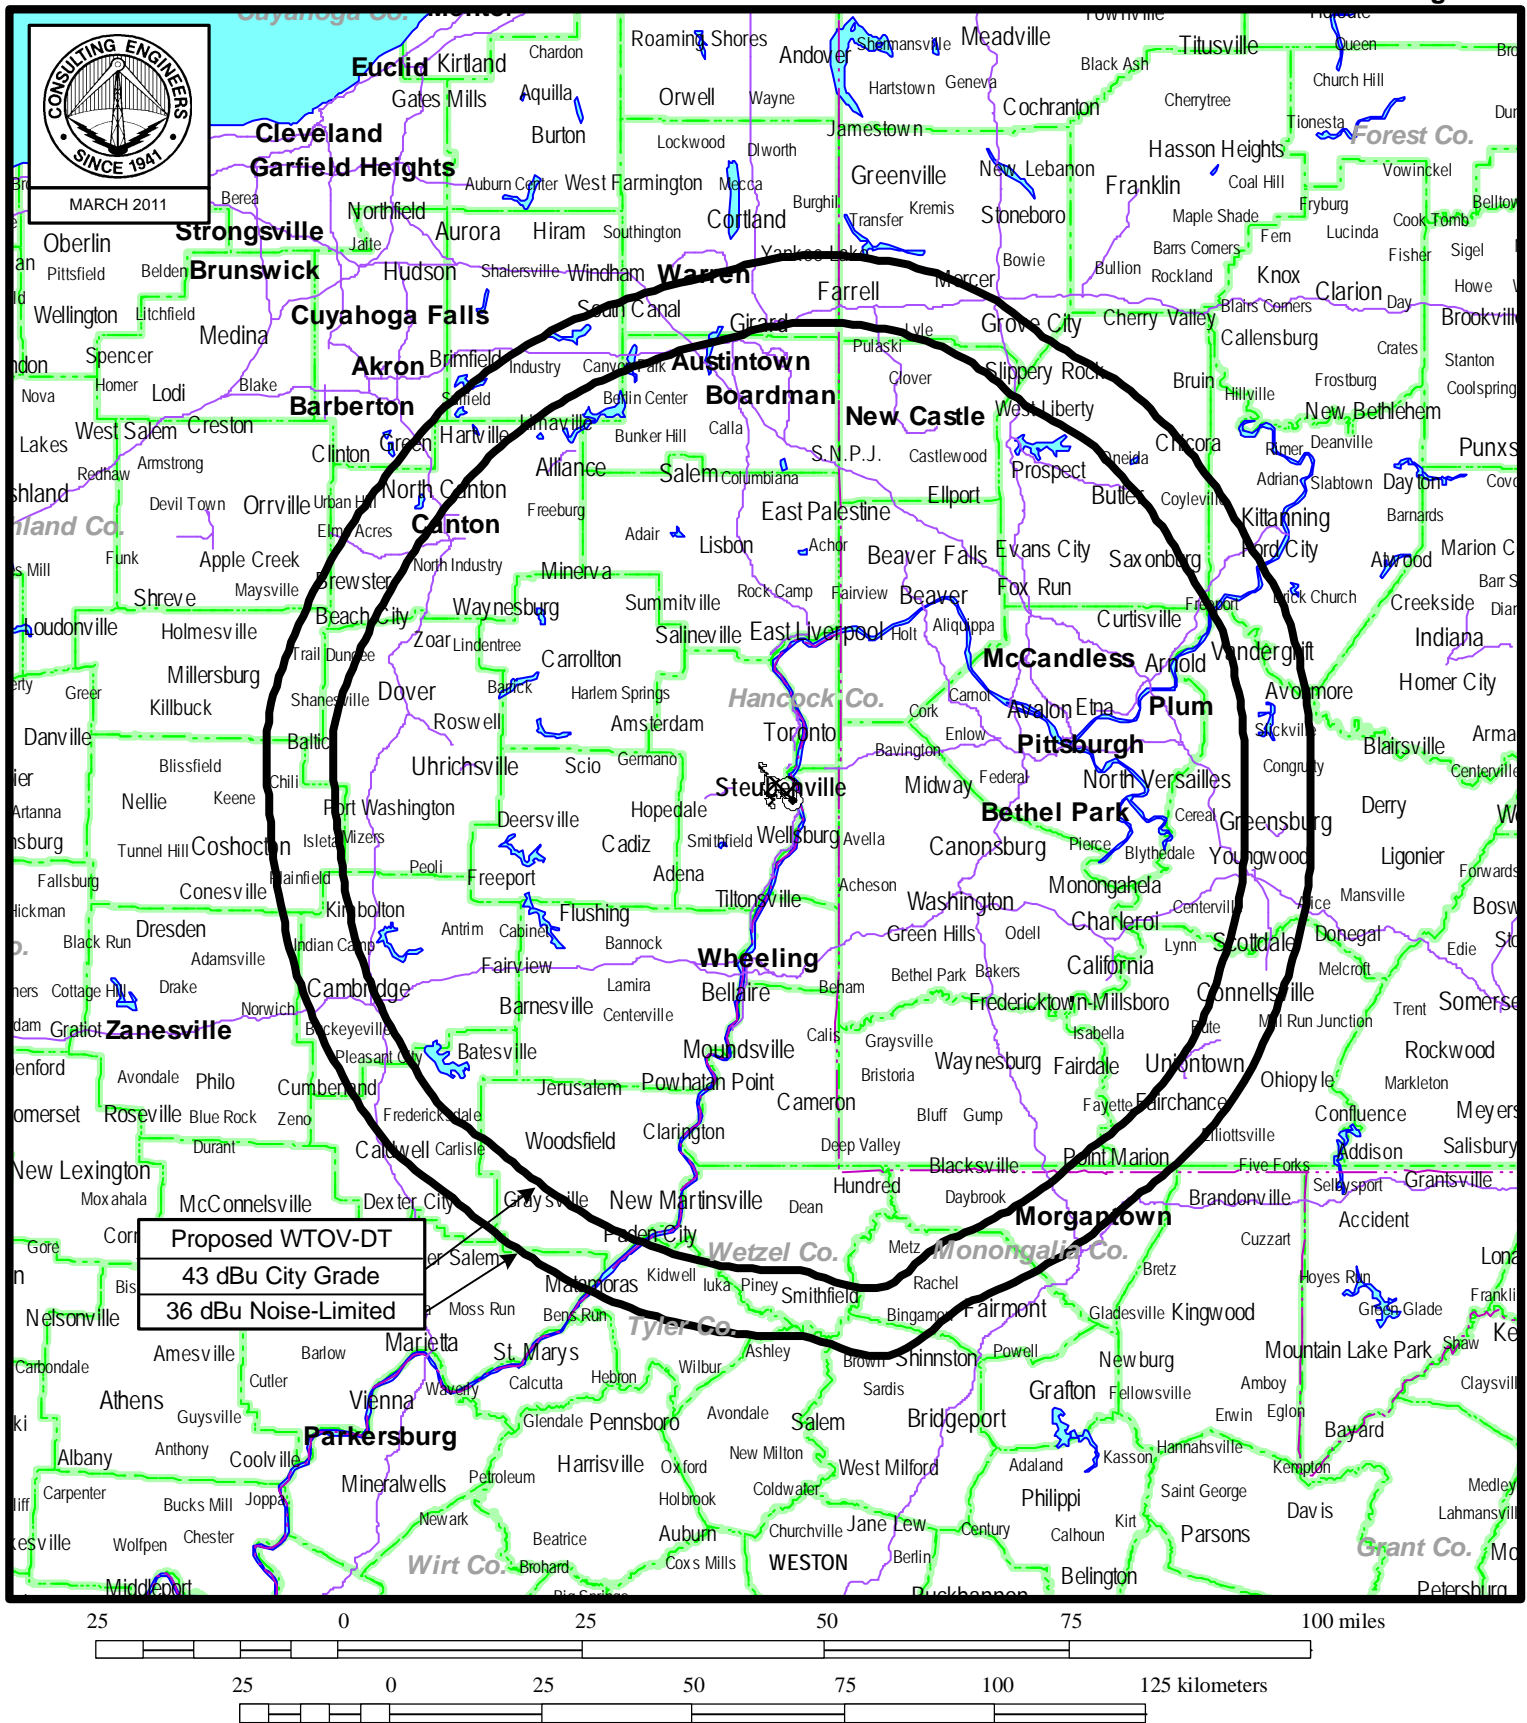 Cuyahoga Co.
CONSULTING ENGINEERS
SINCE 1941
MARCH 2011
Roaming Shores
Andover
Shermansville
Meadville
Titusville
Queen
Euclid
Kirtland
Chardon
Black Ash
Church Hill
Gates Mills
Aquilla
Orwell
Wayne
Hartstown
Geneva
Cochranton
Cherrytree
Cleveland
Burton
Lockwood
Jamestown
Tionesta
Forest Co.
Garfield Heights
Dlworth
Greenville
New Lebanon
Hasson Heights
Vowinckel
Berea
Auburn Center
West Farmington
Mecca
Burghill
Franklin
Coal Hill
Northfield
Cortland
Transfer
Kremis
Stoneboro
Maple Shade
Fryburg
Cook Tomb
Oberlin
Strongsville
Jaite
Aurora
Hiram
Southington
Yankee Lake
Barrs Corners
Fern
Lucinda
Pittsfield
Belden
Brunswick
Hudson
Shalersville
Windham
Warren
Mercer
Bowie
Bullion
Rockland
Knox
Fisher
Sigel
Wellington
Litchfield
Medina
Cuyahoga Falls
South Canal
Girard
Farrell
Lyle
Grove City
Cherry Valley
Blairs Corners
Clarion
Day
Howe
Spencer
Akron
Brimfield
Industry
Canyon Park
Austintown
Pulaski
Slippery Rock
Callensburg
Crates
Stanton
Homer
Lodi
Blake
Barberton
Berlin Center
Boardman
Clover
Bruin
Hillville
Frostburg
Nova
West Salem
Creston
Clinton
Green
Hartville
Limaville
Bunker Hill
Calla
New Castle
West Liberty
Chicora
New Bethlehem
Lakes
Redhaw
Armstrong
Alliance
Salem
Columbiana
S.N.P.J.
Castlewood
Prospect
Oneida
Rimer
Deanville
Devil Town
Orrville
Urban Hill
North Canton
Freeburg
Ellport
Butler
Coyleville
Adrian
Slabtown
Dayton
Elm Acres
Canton
Adair
Lisbon
East Palestine
Achor
Kittanning
Barnards
Funk
Apple Creek
North Industry
Minerva
Beaver Falls
Evans City
Saxonburg
Ford City
Atwood
Shreve
Maysville
Brewster
Waynesburg
Summitville
Rock Camp
Fairview
Beaver
Fox Run
Freeport
Brick Church
Creekside
Loudonville
Holmesville
Beach City
Zoar
Lindentree
Salineville
East Liverpool
Holt
Aliquippa
Curtisville
Indiana
Millersburg
Trail
Dundee
Carrollton
McCandless
Arnold
Vandergrift
Greer
Killbuck
Shanesville
Dover
Bartlick
Harlem Springs
Hancock Co.
Cork
Carnot
Avalon
Etna
Plum
Avonmore
Homer City
Danville
Baltic
Roswell
Amsterdam
Toronto
Bavington
Enlow
Pittsburgh
Blairsville
Blissfield
Chili
Uhrichsville
Scio
Germano
Steubenville
Midway
Federal
North Versailles
Congruity
Nellie
Keene
Port Washington
Hopedale
Bethel Park
Cereal
Greensburg
Derry
Tunnel Hill
Coshocton
Isleta
Mizers
Deersville
Cadiz
Smithfield
Wellsburg
Avella
Canonsburg
Pierce
Blythedale
Youngwood
Ligonier
Fallsburg
Conesville
Plainfield
Peoli
Freeport
Adena
Acheson
Monongahela
Mansville
Dresden
Kimbolton
Flushing
Tiltonsville
Washington
Charleroi
Centerville
Alice
Black Run
Adamsville
Indian Camp
Antrim
Cabinet
Bannock
Green Hills
Odell
Lynn
Scottdale
Donegal
Edie
Cottage Hill
Drake
Norwich
Cambridge
Fairview
Lamira
Wheeling
Beham
Bethel Park
Bakers
California
Melcroft
Gratiot
Zanesville
Buckeyeville
Barnesville
Centerville
Bellaire
Calis
Fredericktown-Millsboro
Connellsville
Trent
Pleasant City
Batesville
Moundsville
Graysville
Isabella
Bute
Mill Run Junction
Avondale
Philo
Cumberland
Jerusalem
Powhatan Point
Bristoria
Waynesburg
Fairdale
Uniontown
Ohiopyle
Rockwood
Markleton
Roseville
Blue Rock
Zeno
Fredericksdale
Cameron
Bluff
Gump
Fayette
Fairchance
Confluence
Durant
Caldwell
Carlisle
Woodsfield
Clarington
Deep Valley
Elliottsville
Addison
Salisbury
New Lexington
Blacksville
Point Marion
Five Forks
Moxahala
McConnelsville
Dexter City
Graysville
New Martinsville
Dean
Hundred
Daybrook
Brandonville
Selbysport
Grantsville
Morgantown
Accident
Gore
Proposed WTOV-DT
43 dBu City Grade
36 dBu Noise-Limited
Paden City
Wetzel Co.
Metz
Monongalia Co.
Cuzzart
Matamoras
Kidwell
Iuka
Piney
Smithfield
Rachel
Bretz
Hoyes Run
Nelsonville
Moss Run
Bens Run
Bingamon
Fairmont
Gladesville
Kingwood
Green Glade
Tyler Co.
Carbondale
Amesville
Barlow
Marietta
St. Marys
Ashley
Brown
Shinnston
Powell
Newburg
Mountain Lake Park
Shaw
Athens
Cutler
Vienna
Waverly
Calcutta
Hebron
Wilbur
Sardis
Grafton
Fellowsville
Amboy
Guysville
Glendale
Pennsboro
Avondale
Salem
Bridgeport
Erwin
Eglon
Bayard
Albany
Anthony
Coolville
Parkersburg
New Milton
Hannahsville
Mineralwells
Petroleum
Harrisville
Oxford
West Milford
Adaland
Kasson
Kempton
Carpenter
Bucks Mill
Joppa
Holbrook
Coldwater
Philippi
Saint George
Davis
Medley
Newark
Wolfpen
Chester
Beatrice
Auburn
Churchville
Jane Lew
Century
Calhoun
Kirt
Parsons
Wirt Co.
Brohard
Coxs Mills
WESTON
Berlin
Belington
Grant Co.
Middleport
Petersburg
25 0 25 50 75 100 miles
25 0 25 50 75 100 125 kilometers